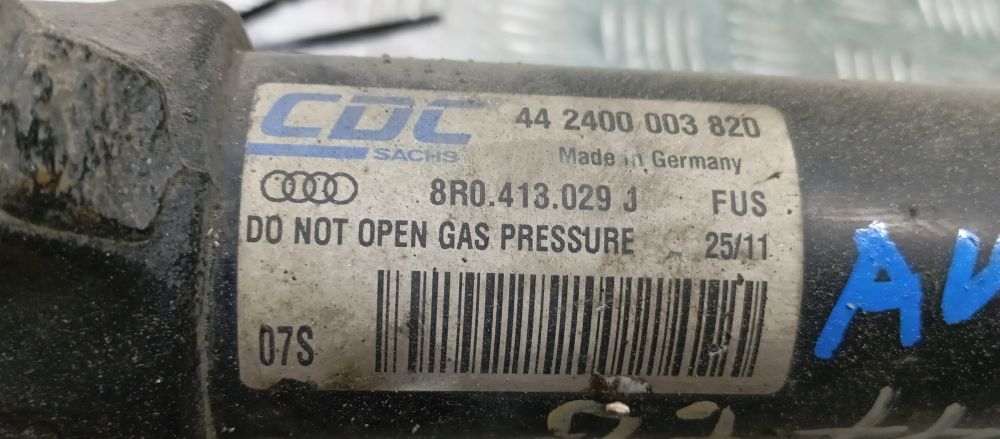 CDC
SACHS
44 2400 003 820
Made in Germany
8R0.413.029 J
FUS
DO NOT OPEN GAS PRESSURE
25/11
07S